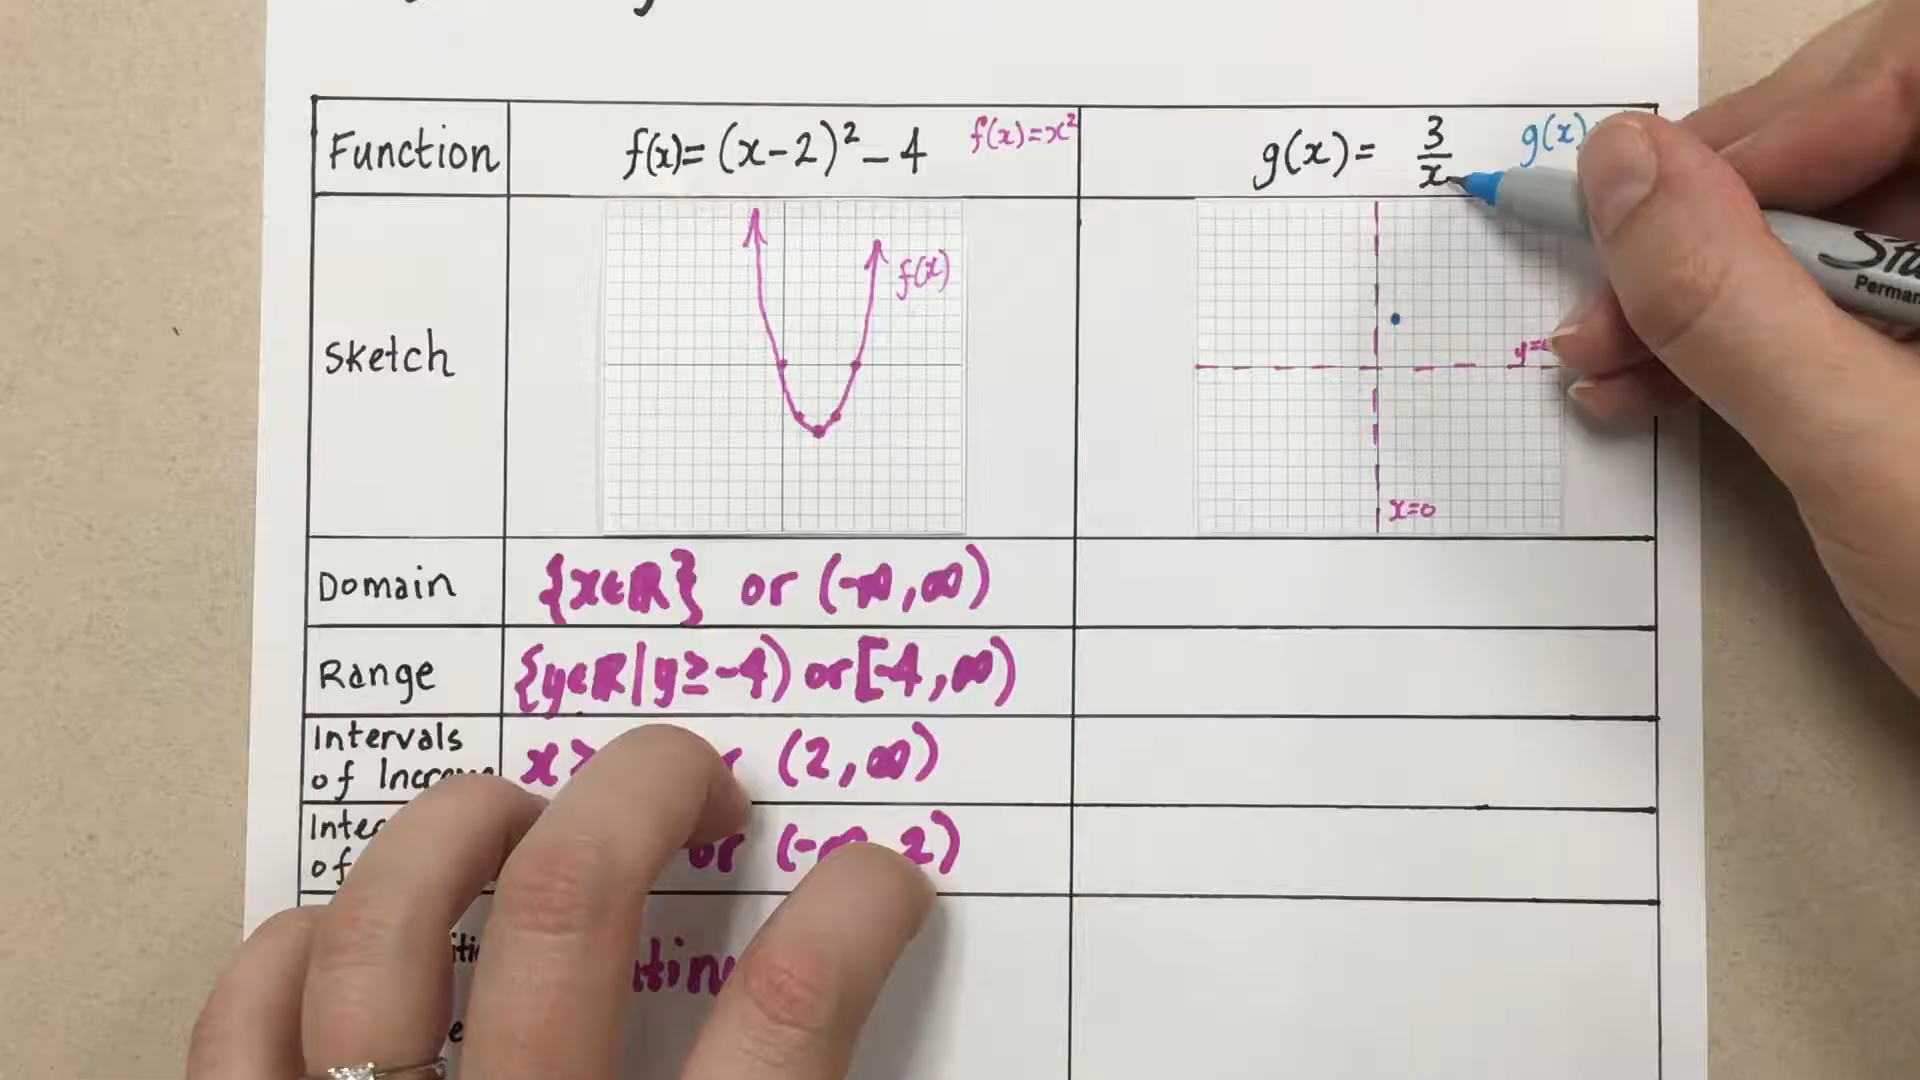 Function
f(x)= (x-2)² - 4
f(x)=x²
g(x)= 3/x
g(x)
Sketch
f(x)
x=0
Domain
{x∈ℝ} or (-∞,∞)
Range
{y∈ℝ|y≥-4) or [-4,∞)
Intervals
of
x
(2,∞)
of
or
2)